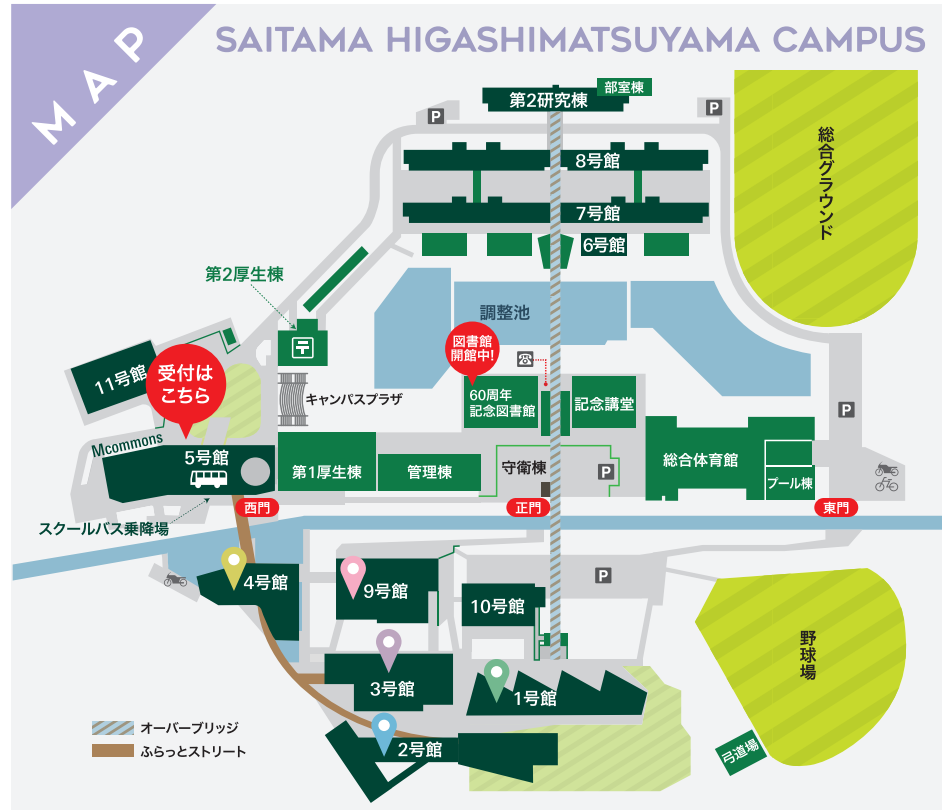 MAP
SAITAMA HIGASHIMATSUYAMA CAMPUS
部室棟
第2研究棟
P
P
総合グラウンド
8号館
7号館
6号館
第2厚生棟
調整池
図書館
開館中!
〒
☎
11号館
受付は
こちら
キャンパスプラザ
60周年
記念図書館
記念講堂
P
Mcommons
5号館
第1厚生棟
管理棟
守衛棟
P
総合体育館
プール棟
西門
正門
東門
スクールバス乗降場
4号館
9号館
P
10号館
野球場
3号館
1号館
オーバーブリッジ
ふらっとストリート
2号館
弓道場